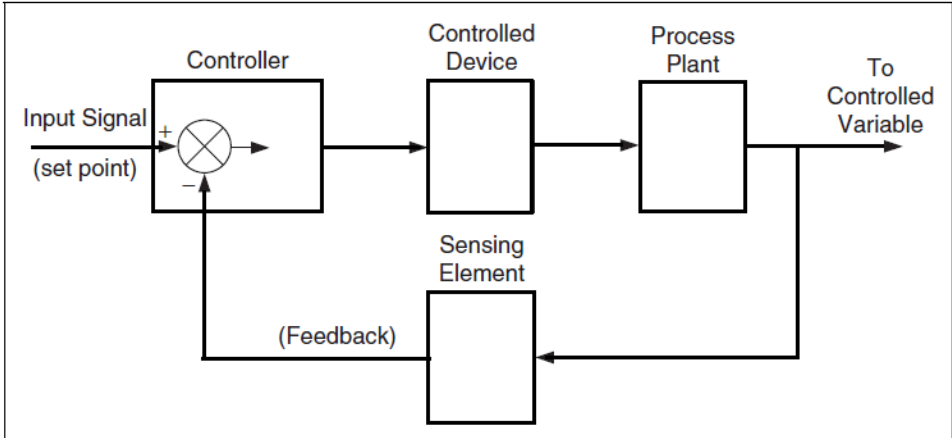 Controller
Controlled
Device
Process
Plant
To
Controlled
Variable
Input Signal
(set point)
+
−
Sensing
Element
(Feedback)